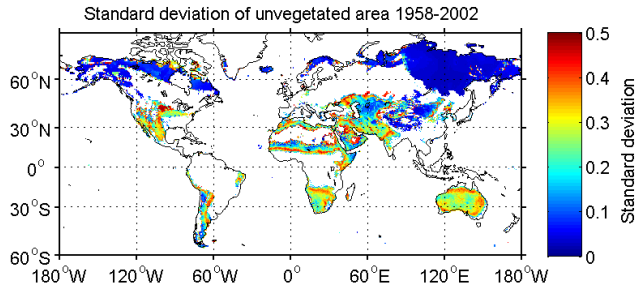 Standard deviation of unvegetated area 1958-2002
60°N
30°N
0°
30°S
60°S
180°W
120°W
60°W
0°
60°E
120°E
180°W
0.5
0.4
0.3
0.2
0.1
0
Standard deviation